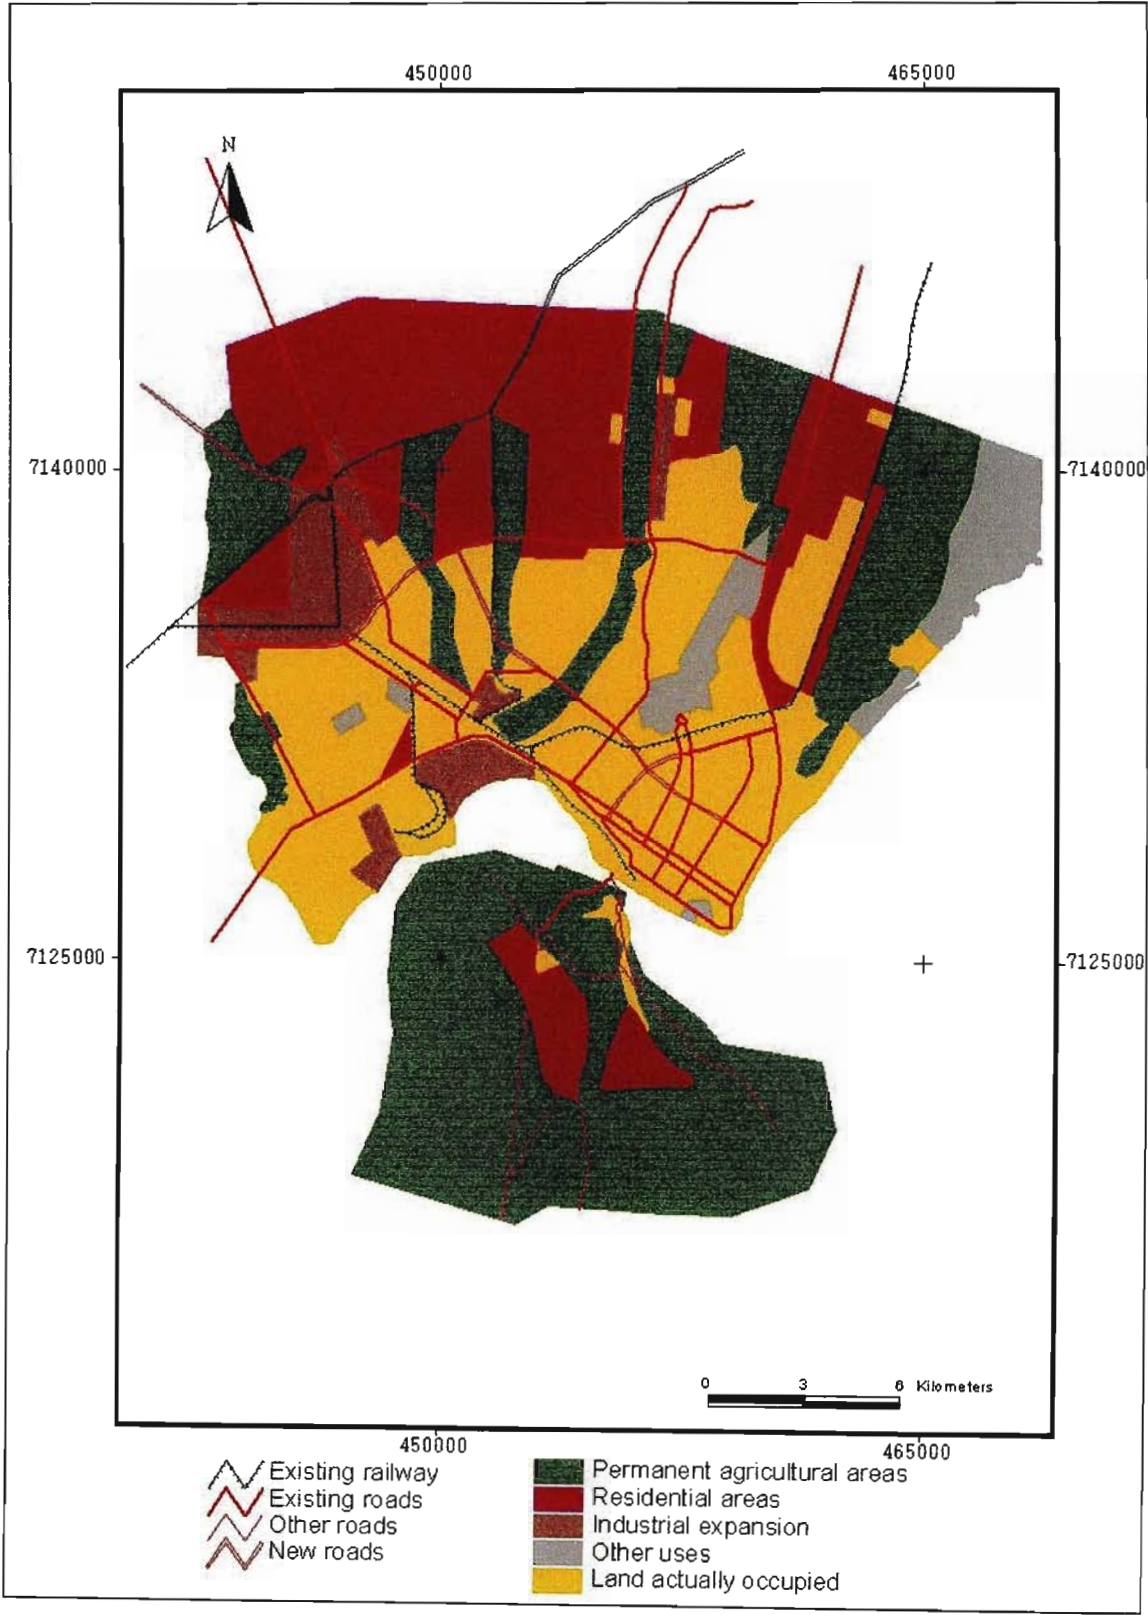 450000 465000
N
7140000 7140000
7125000 7125000
0 3 6 Kilometers
450000 465000
Existing railway
Existing roads
Other roads
New roads
Permanent agricultural areas
Residential areas
Industrial expansion
Other uses
Land actually occupied